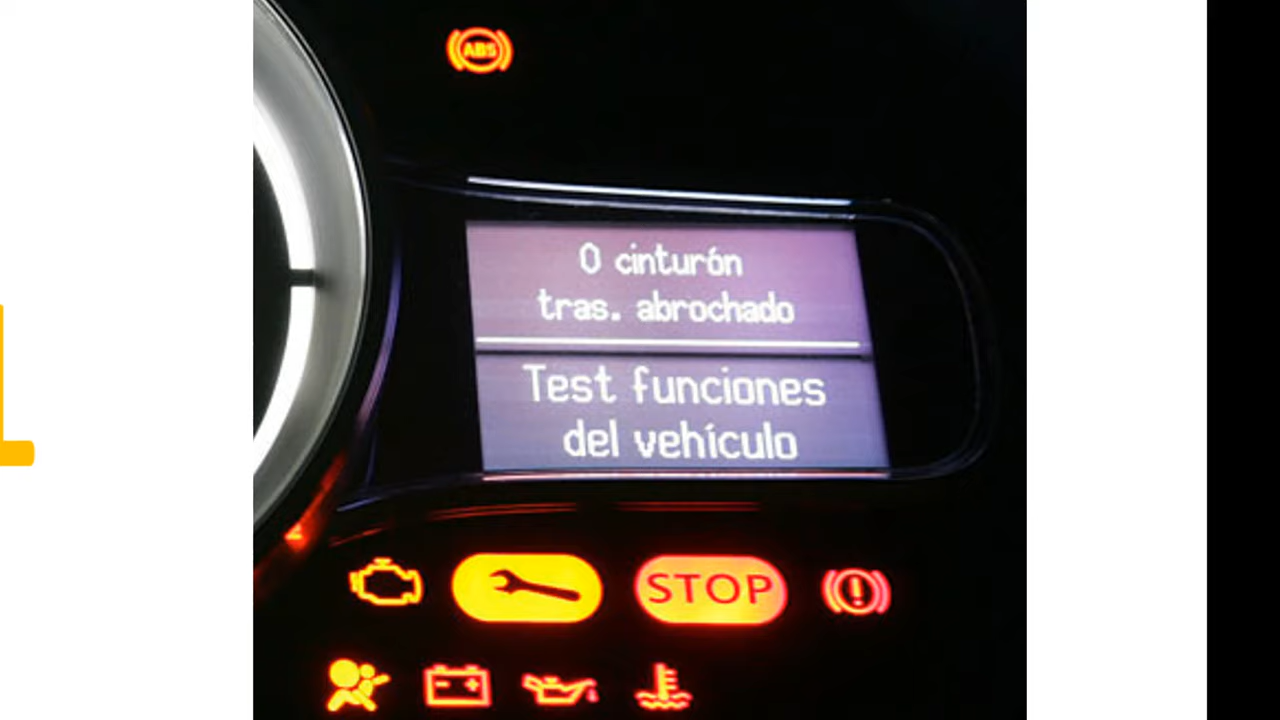 ABS
0 cinturón
tras. abrochado
Test funciones
del vehículo
STOP